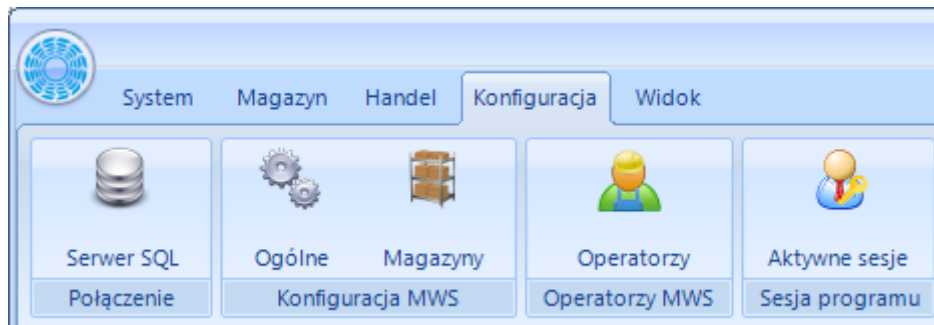 System Magazyn Handel Konfiguracja Widok
Serwer SQL Ogólne Magazyny Operatorzy Aktywne sesje
Połączenie Konfiguracja MWS Operatorzy MWS Sesja programu